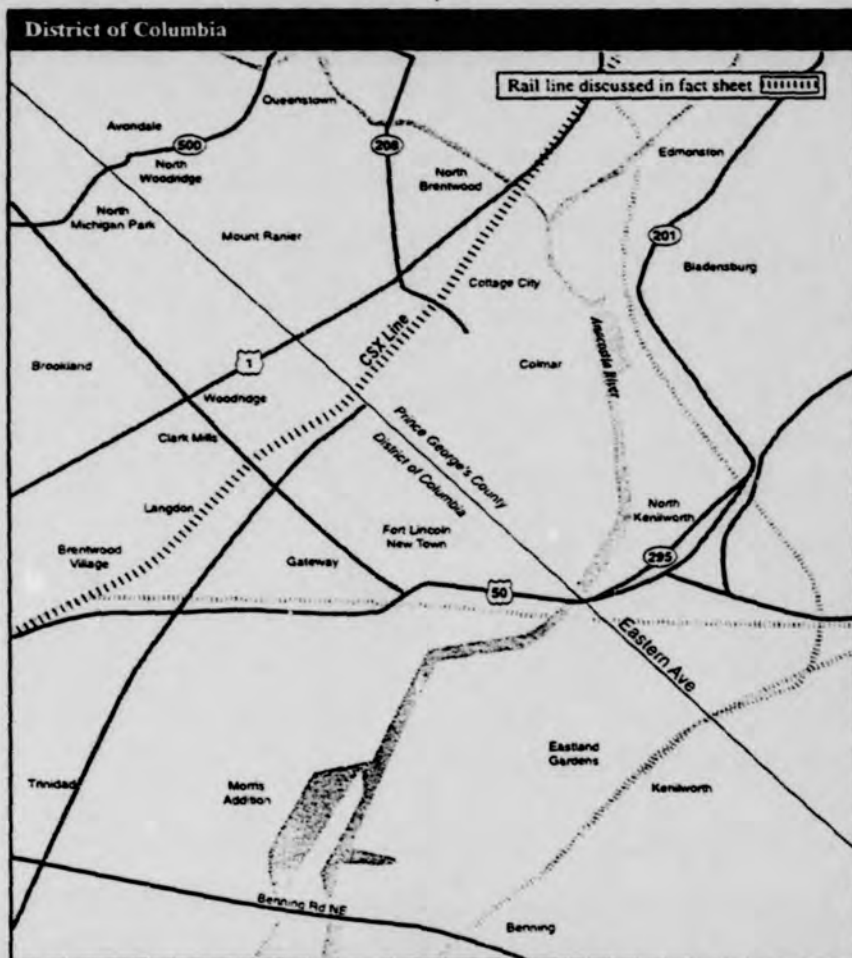 District of Columbia
Rail line discussed in fact sheet
Queenstown
Avondale
500
208
North
Woodridge
North
Brentwood
Edmonston
North
Michigan Park
Mount Ranier
201
Bladensburg
Cottage City
CSX Line
Anacostia River
1
Brookland
Colmar
Woodridge
Prince George's County
District of Columbia
Clark Mills
Langdon
North
Kenilworth
Fort Lincoln
New Town
Brentwood
Village
Gateway
295
50
Eastern Ave
Eastland
Gardens
Trinidad
Morris
Addition
Kenilworth
Benning Rd NE
Benning